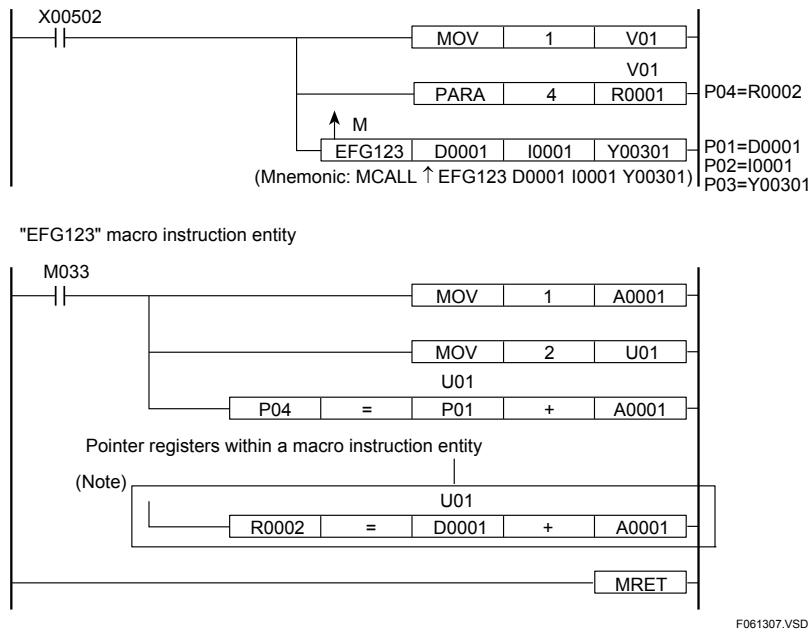 X00502
MOV 1 V01
V01
PARA 4 R0001 P04=R0002
↑ M
EFG123 D0001 I0001 Y00301 P01=D0001
P02=I0001
(Mnemonic: MCALL ↑ EFG123 D0001 I0001 Y00301) P03=Y00301
"EFG123" macro instruction entity
M033
MOV 1 A0001
MOV 2 U01
U01
P04 = P01 + A0001
Pointer registers within a macro instruction entity
(Note)
U01
R0002 = D0001 + A0001
MRET
F061307.VSD